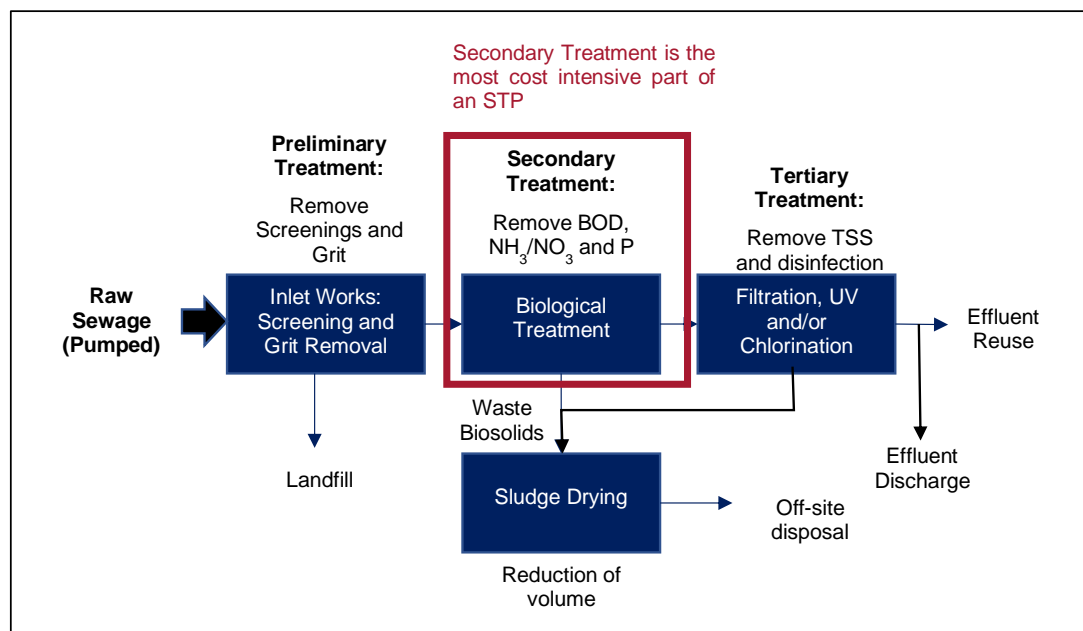 Secondary Treatment is the
most cost intensive part of
an STP
Preliminary
Treatment:
Remove
Screenings and
Grit
Secondary
Treatment:
Remove BOD,
NH₃/NO₃ and P
Tertiary
Treatment:
Remove TSS
and disinfection
Raw
Sewage
(Pumped)
Inlet Works:
Screening and
Grit Removal
Biological
Treatment
Filtration, UV
and/or
Chlorination
Effluent
Reuse
Waste
Biosolids
Landfill
Effluent
Discharge
Sludge Drying
Off-site
disposal
Reduction of
volume